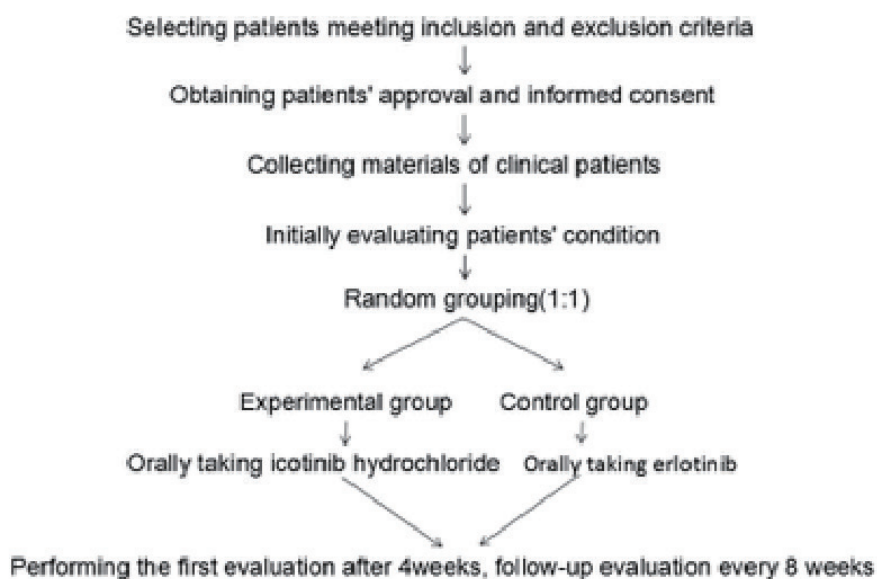 Selecting patients meeting inclusion and exclusion criteria
Obtaining patients' approval and informed consent
Collecting materials of clinical patients
Initially evaluating patients' condition
Random grouping(1:1)
Experimental group Control group
Orally taking icotinib hydrochloride Orally taking erlotinib
Performing the first evaluation after 4weeks, follow-up evaluation every 8 weeks